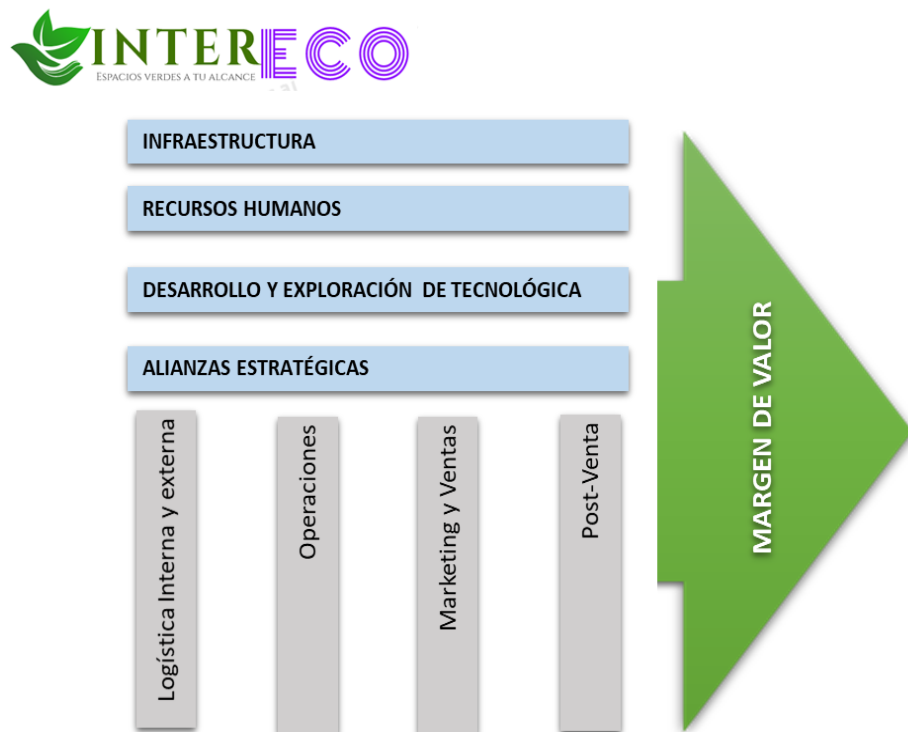 INTERECO
ESPACIOS VERDES A TU ALCANCE
INFRAESTRUCTURA
RECURSOS HUMANOS
DESARROLLO Y EXPLORACIÓN DE TECNOLÓGICA
ALIANZAS ESTRATÉGICAS
Logística Interna y externa
Operaciones
Marketing y Ventas
Post-Venta
MARGEN DE VALOR